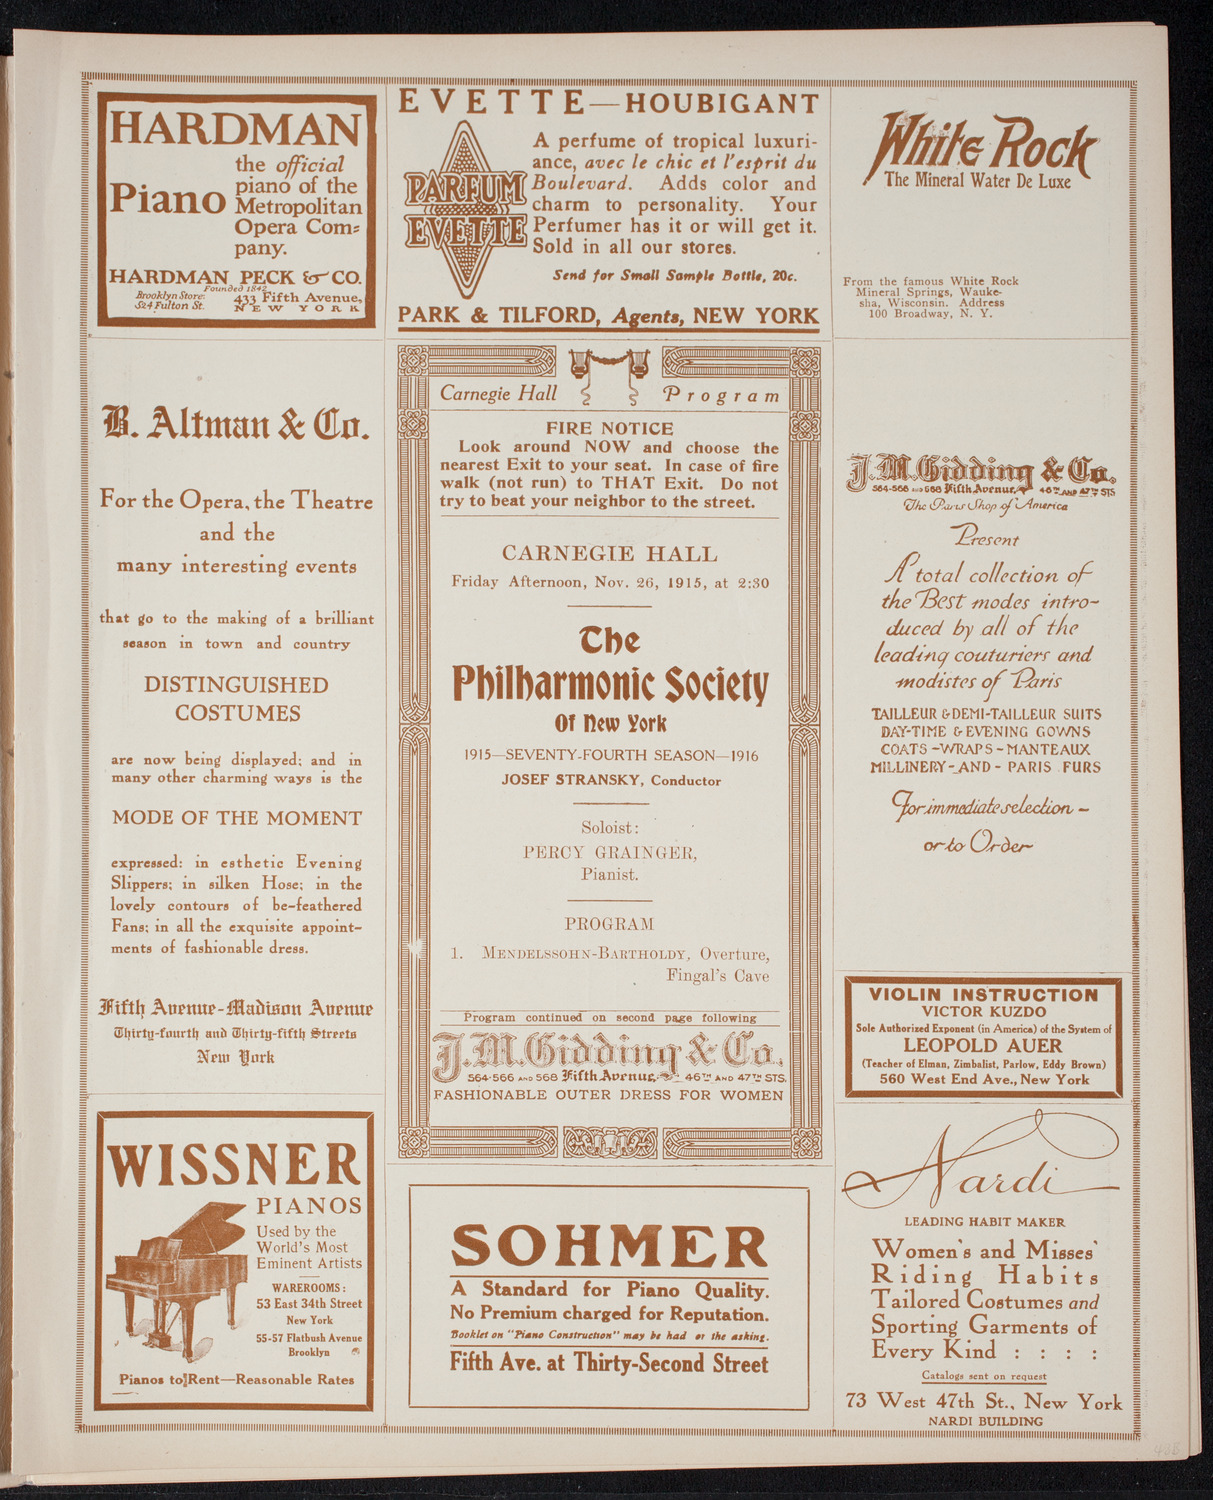 HARDMAN
Piano
the official
piano of the
Metropolitan
Opera Com-
pany.
HARDMAN PECK & CO.
Founded 1842
Brooklyn Store:
524 Fulton St.
433 Fifth Avenue,
NEW YORK
EVETTE—HOUBIGANT
PARFUM
EVETTE
A perfume of tropical luxuri-
ance, avec le chic et l'esprit du
Boulevard. Adds color and
charm to personality. Your
Perfumer has it or will get it.
Sold in all our stores.
Send for Small Sample Bottle, 20c.
PARK & TILFORD, Agents, NEW YORK
White Rock
The Mineral Water De Luxe
From the famous White Rock
Mineral Springs, Wauke-
sha, Wisconsin. Address
100 Broadway, N. Y.
B. Altman & Co.
For the Opera, the Theatre
and the
many interesting events
that go to the making of a brilliant
season in town and country
DISTINGUISHED
COSTUMES
are now being displayed; and in
many other charming ways is the
MODE OF THE MOMENT
expressed: in esthetic Evening
Slippers; in silken Hose; in the
lovely contours of be-feathered
Fans; in all the exquisite appoint-
ments of fashionable dress.
Fifth Avenue-Madison Avenue
Thirty-fourth and Thirty-fifth Streets
New York
Carnegie Hall Program
FIRE NOTICE
Look around NOW and choose the
nearest Exit to your seat. In case of fire
walk (not run) to THAT Exit. Do not
try to beat your neighbor to the street.
CARNEGIE HALL
Friday Afternoon, Nov. 26, 1915, at 2:30
The
Philharmonic Society
Of New York
1915—SEVENTY-FOURTH SEASON—1916
JOSEF STRANSKY, Conductor
Soloist:
PERCY GRAINGER,
Pianist.
PROGRAM
1. MENDELSSOHN-BARTHOLDY, Overture,
Fingal's Cave
Program continued on second page following
J.M.Gidding & Co.
564-566 AND 568 Fifth Avenue, 46TH AND 47TH STS.
FASHIONABLE OUTER DRESS FOR WOMEN
J.M.Gidding & Co.
564-566 AND 568 Fifth Avenue, 46TH AND 47TH STS
The Paris Shop of America
Present
A total collection of
the Best modes intro-
duced by all of the
leading couturiers and
modistes of Paris
TAILLEUR & DEMI-TAILLEUR SUITS
DAY-TIME & EVENING GOWNS
COATS-WRAPS-MANTEAUX
MILLINERY-AND-PARIS FURS
For immediate selection -
or to Order
VIOLIN INSTRUCTION
VICTOR KUZDO
Sole Authorized Exponent (in America) of the System of
LEOPOLD AUER
(Teacher of Elman, Zimbalist, Parlow, Eddy Brown)
560 West End Ave., New York
WISSNER
PIANOS
Used by the
World's Most
Eminent Artists
WAREROOMS:
53 East 34th Street
New York
55-57 Flatbush Avenue
Brooklyn
Pianos to Rent—Reasonable Rates
SOHMER
A Standard for Piano Quality.
No Premium charged for Reputation.
Booklet on "Piano Construction" may be had at the asking.
Fifth Ave. at Thirty-Second Street
Nardi
LEADING HABIT MAKER
Women's and Misses'
Riding Habits
Tailored Costumes and
Sporting Garments of
Every Kind : : : :
Catalogs sent on request
73 West 47th St., New York
NARDI BUILDING